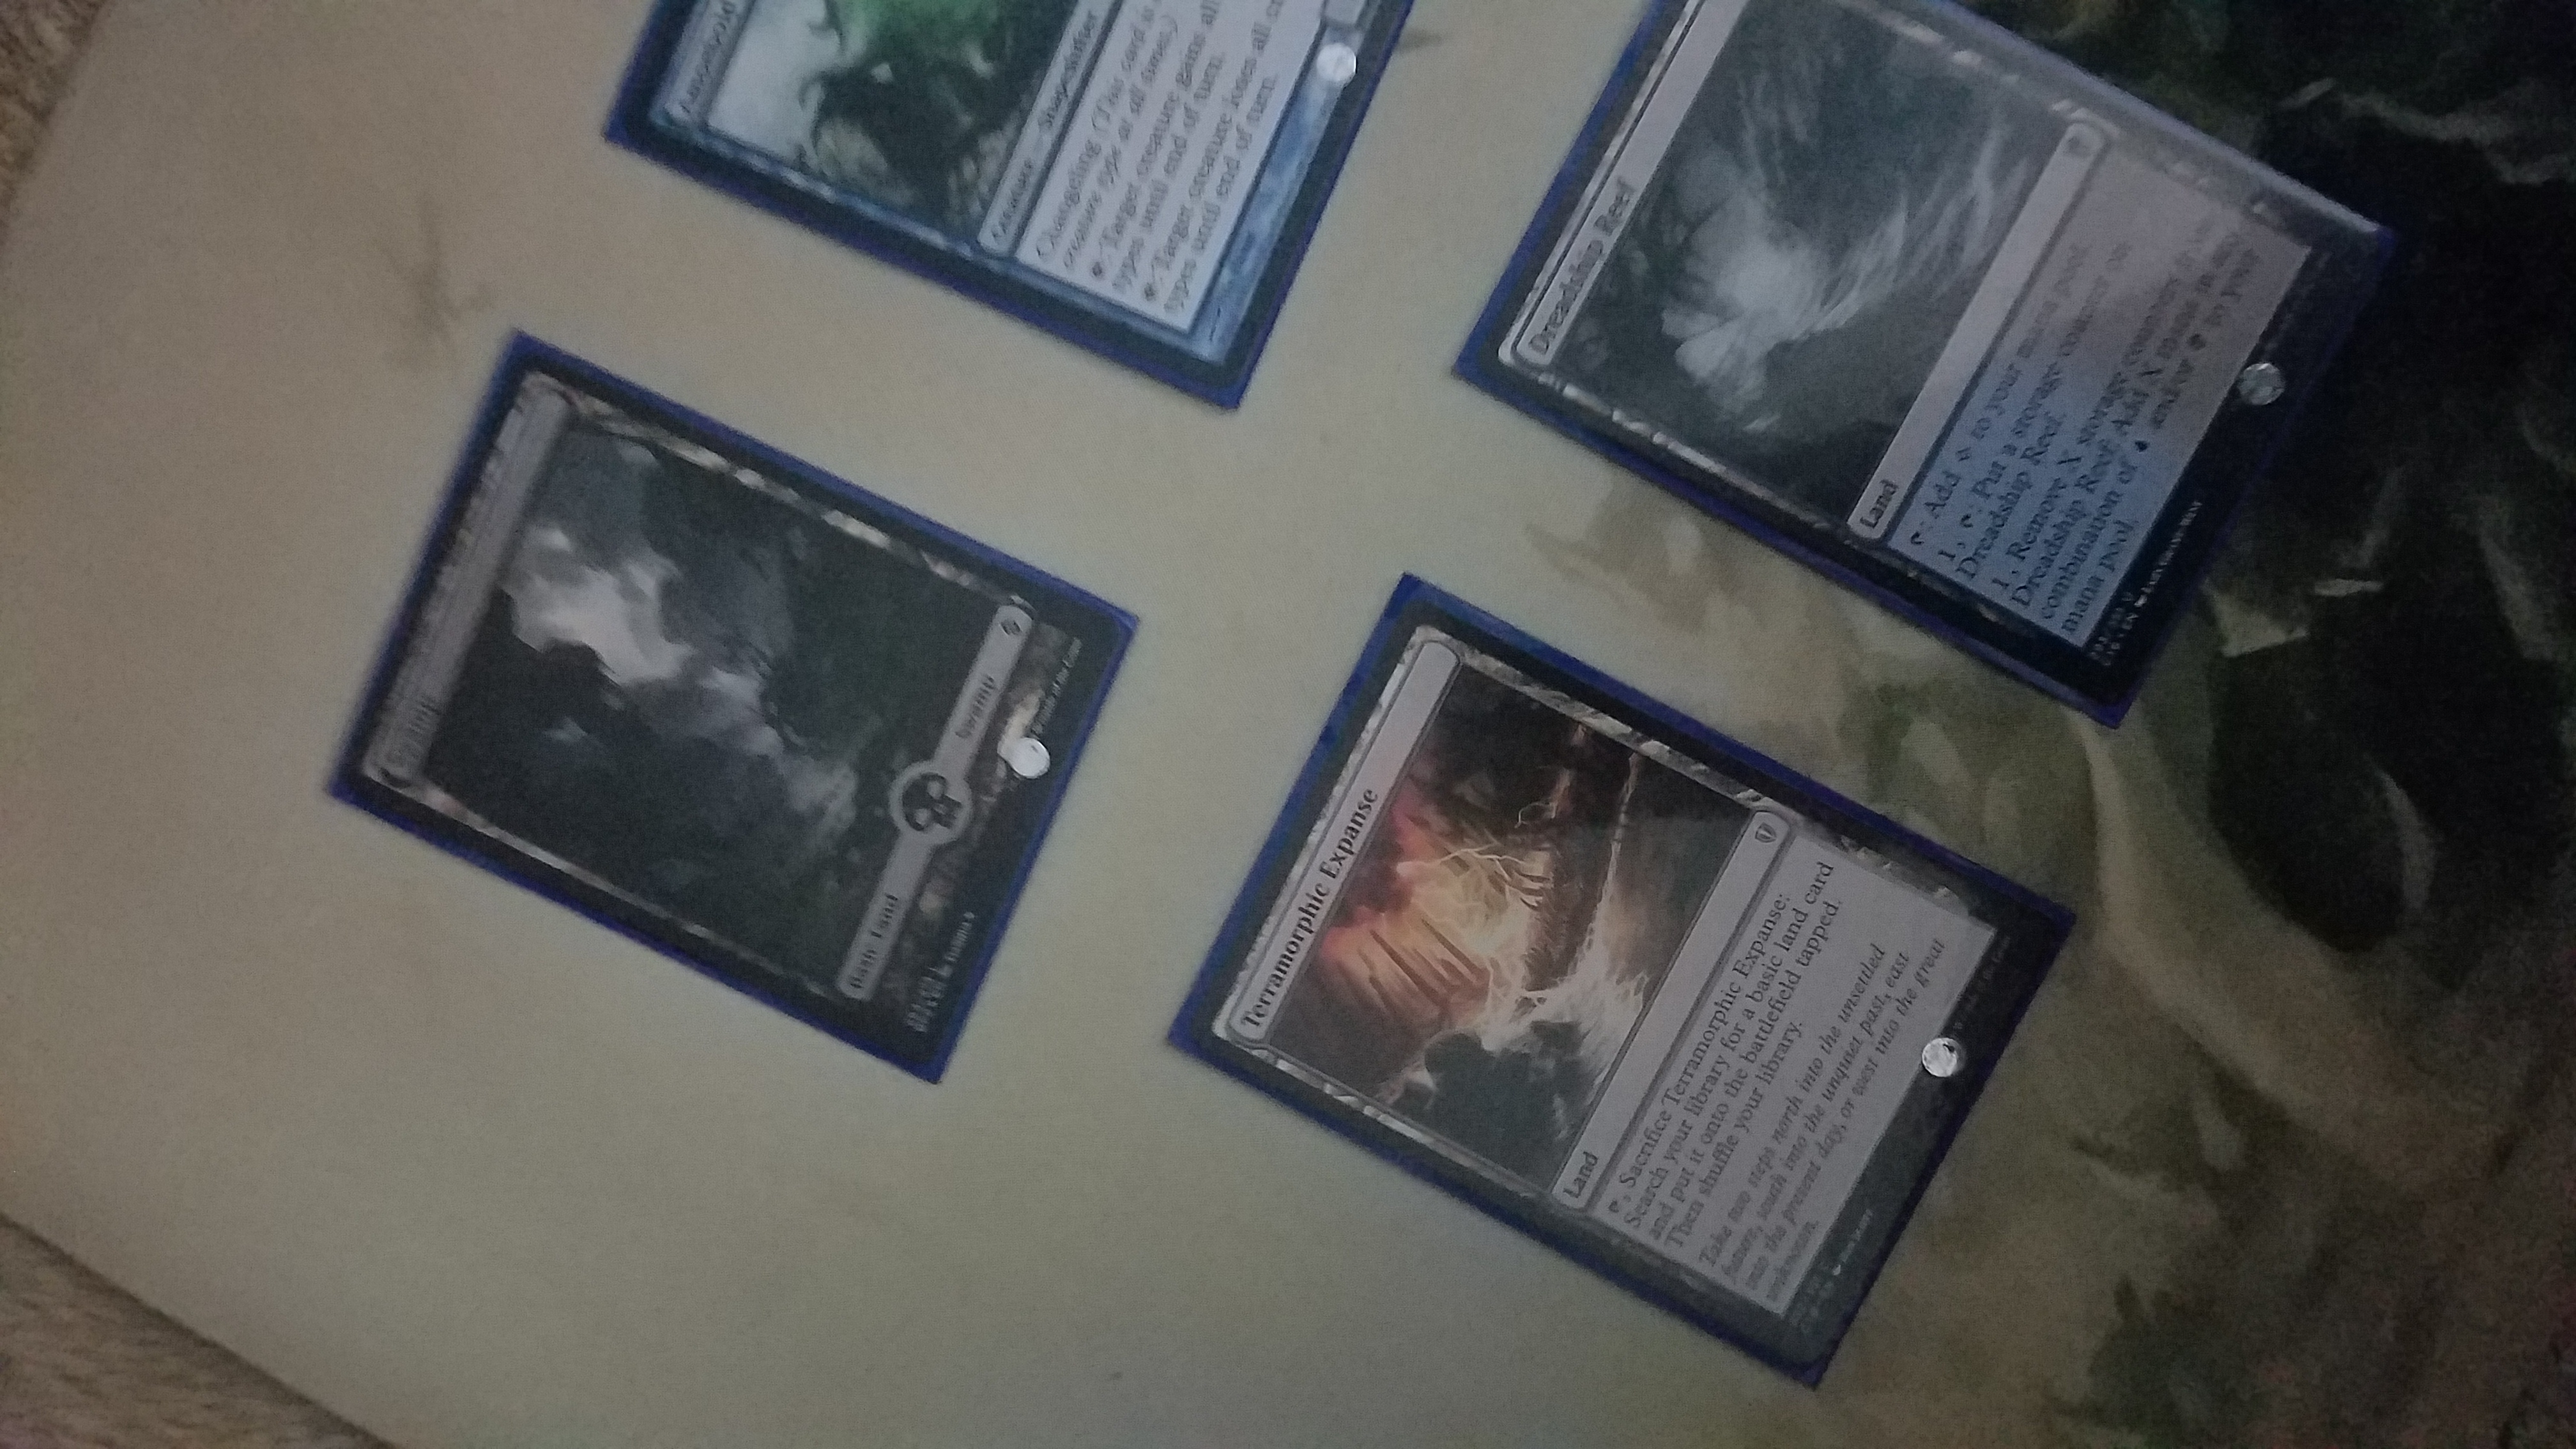 Swamp
Basic Land
Swamp
Amoeboid
Creature — Shapeshifter
Changeling (This card is
creature type at all times.)
: Target creature gains all
types until end of turn.
: Target creature loses all
types until end of turn.
Terramorphic Expanse
Land
, Sacrifice Terramorphic Expanse:
Search your library for a basic land card
and put it onto the battlefield tapped.
Then shuffle your library.
Take two steps north into the unsettled
future, south into the unquiet past, east
into the present day, or west into the great
unknown.
Dreadship Reef
Land
: Add to your mana pool.
1, : Put a storage counter on
Dreadship Reef.
1, Remove X storage counters from
Dreadship Reef: Add X mana in any
combination of and/or to your
mana pool.